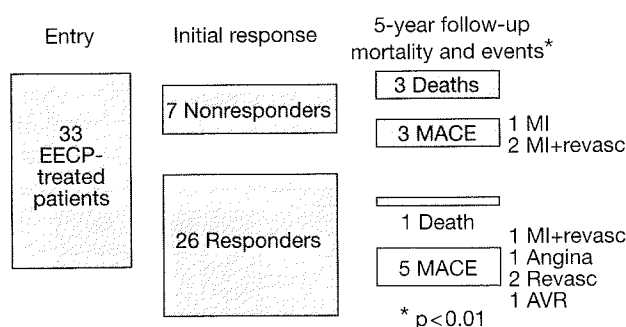 Entry
Initial response
5-year follow-up
mortality and events*
33
EECP-
treated
patients
7 Nonresponders
3 Deaths
3 MACE
1 MI
2 MI+revasc
26 Responders
1 Death
5 MACE
1 MI+revasc
1 Angina
2 Revasc
1 AVR
* p<0.01